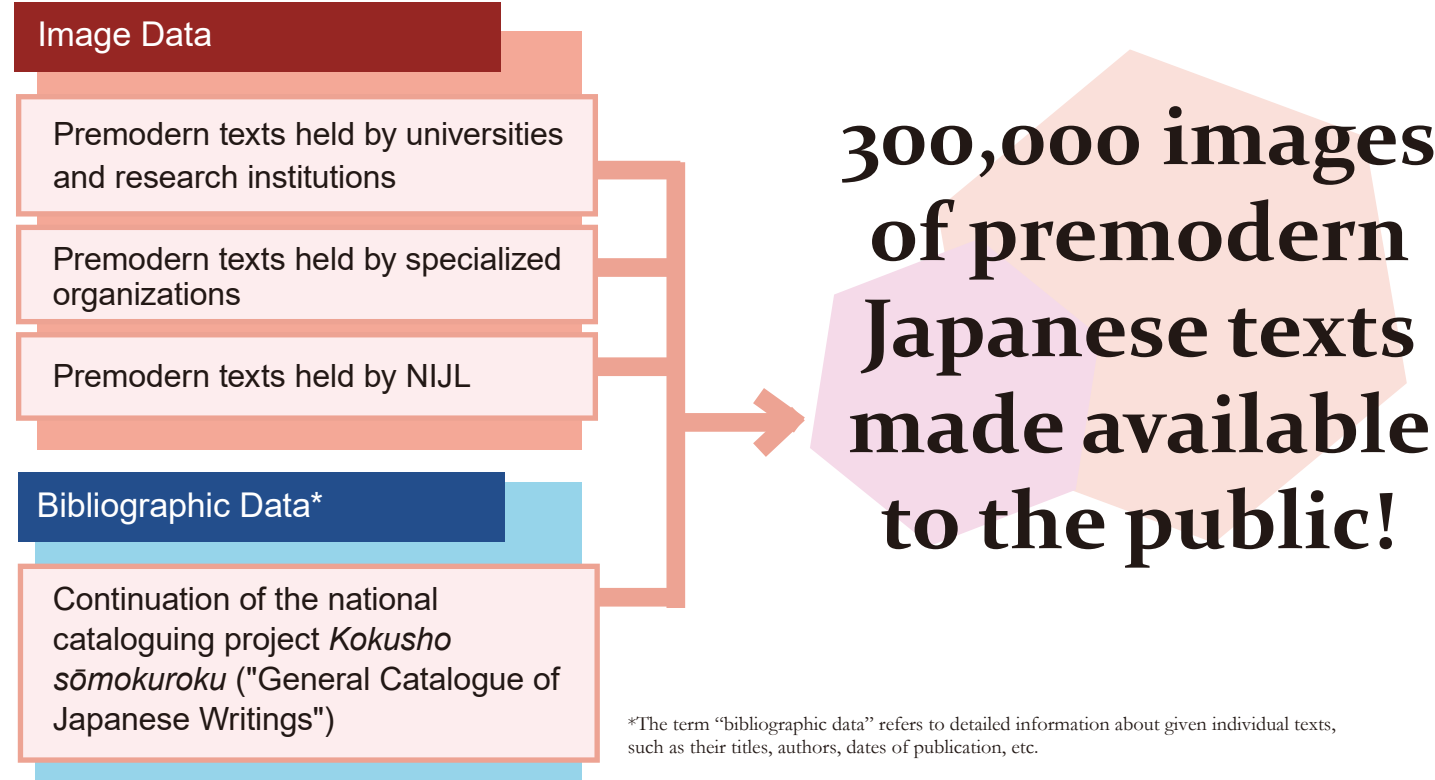 Image Data
Premodern texts held by universities
and research institutions
Premodern texts held by specialized
organizations
Premodern texts held by NIJL
Bibliographic Data*
Continuation of the national
cataloguing project Kokusho
sōmokuroku ("General Catalogue of
Japanese Writings")
300,000 images
of premodern
Japanese texts
made available
to the public!
*The term “bibliographic data” refers to detailed information about given individual texts,
such as their titles, authors, dates of publication, etc.